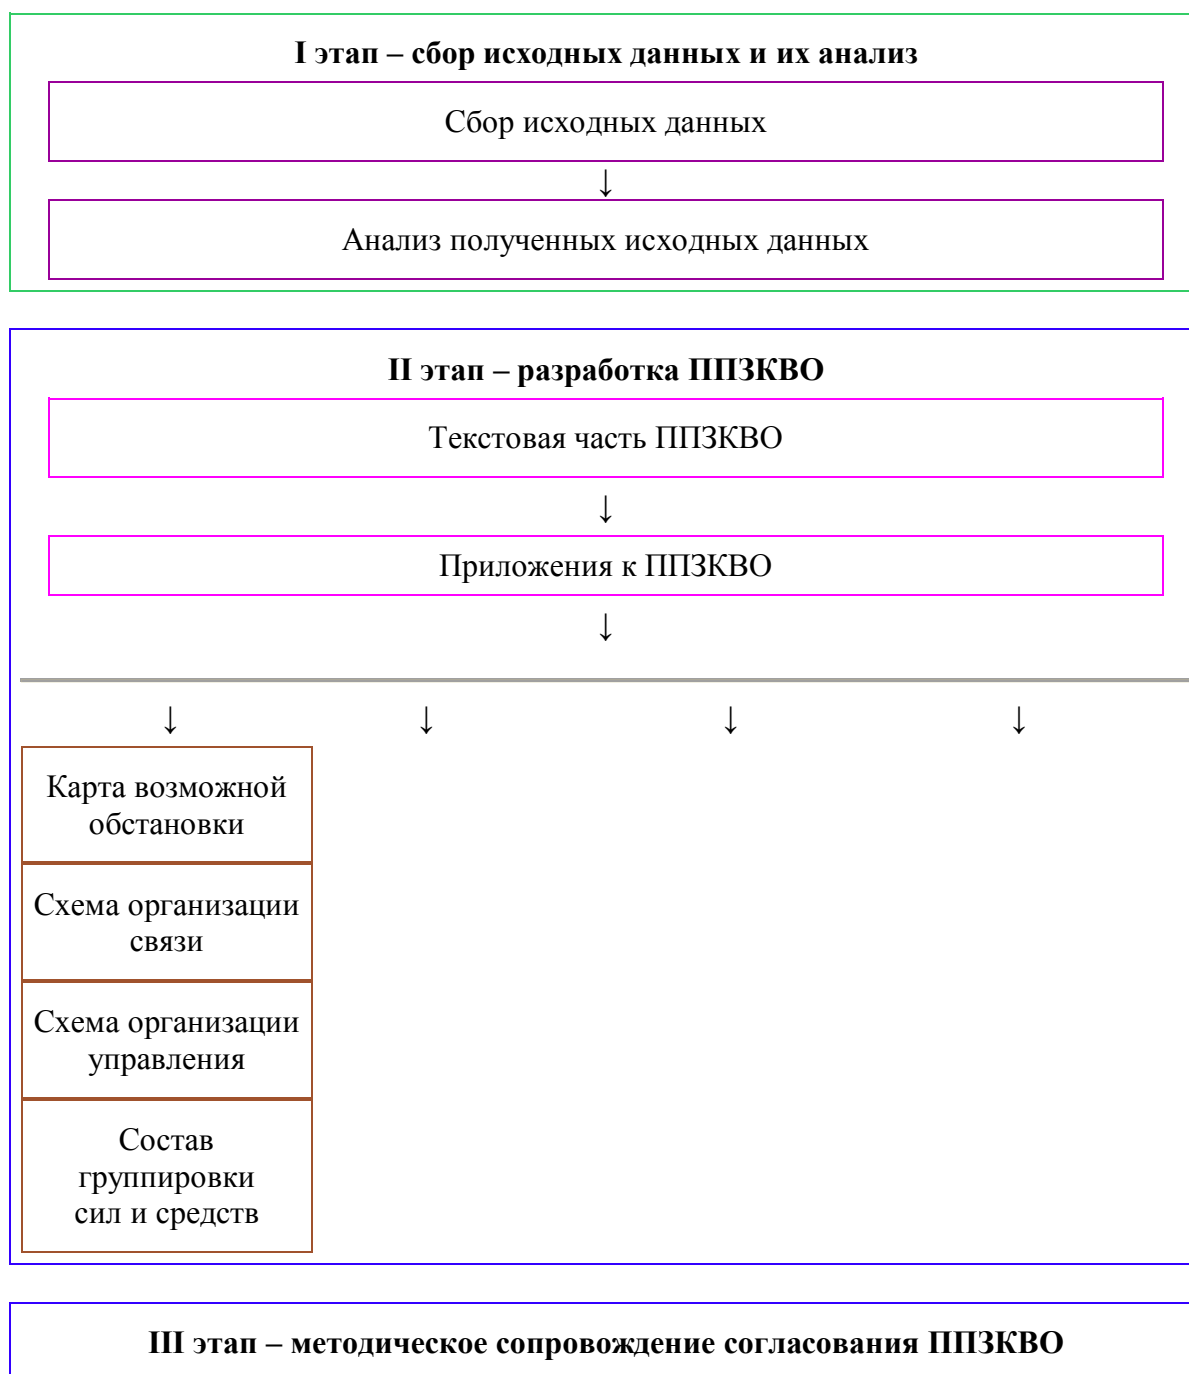 I этап – сбор исходных данных и их анализ
Сбор исходных данных
↓
Анализ полученных исходных данных
II этап – разработка ППЗКВО
Текстовая часть ППЗКВО
↓
Приложения к ППЗКВО
↓
↓ ↓ ↓ ↓
Карта возможной
обстановки
Схема организации
связи
Схема организации
управления
Состав
группировки
сил и средств
III этап – методическое сопровождение согласования ППЗКВО